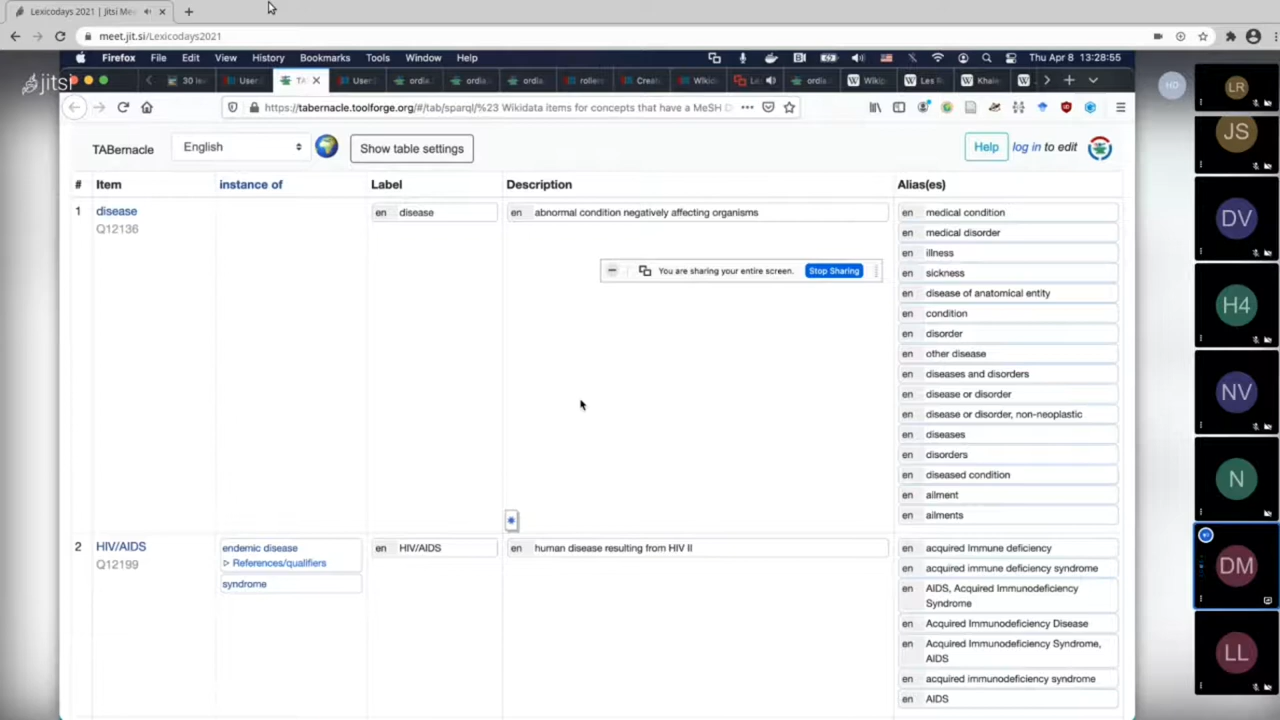 Lexicodays 2021 | Jitsi Me
meet.jit.si/Lexicodays2021
jitsi
Firefox File Edit View History Bookmarks Tools Window Help Thu Apr 8 13:28:55
https://tabernacle.toolforge.org/#/tab/sparql/%23 Wikidata items for concepts that have a MeSH D
TABernacle
English
Show table settings
Help
log in to edit
# Item instance of Label Description Alias(es)
1 disease en disease en abnormal condition negatively affecting organisms en medical condition
Q12136
en medical disorder
en illness
You are sharing your entire screen. Stop Sharing
en sickness
en disease of anatomical entity
en condition
en disorder
en other disease
en diseases and disorders
en disease or disorder
en disease or disorder, non-neoplastic
en diseases
en disorders
en diseased condition
en ailment
en ailments
2 HIV/AIDS endemic disease en HIV/AIDS en human disease resulting from HIV II en acquired immune deficiency
Q12199 ▹ References/qualifiers en acquired immune deficiency syndrome
syndrome en AIDS, Acquired Immunodeficiency
Syndrome
en Acquired Immunodeficiency Disease
en Acquired Immunodeficiency Syndrome,
AIDS
en acquired immunodeficiency syndrome
en AIDS
HD
LR
JS
DV
H4
NV
N
DM
LL